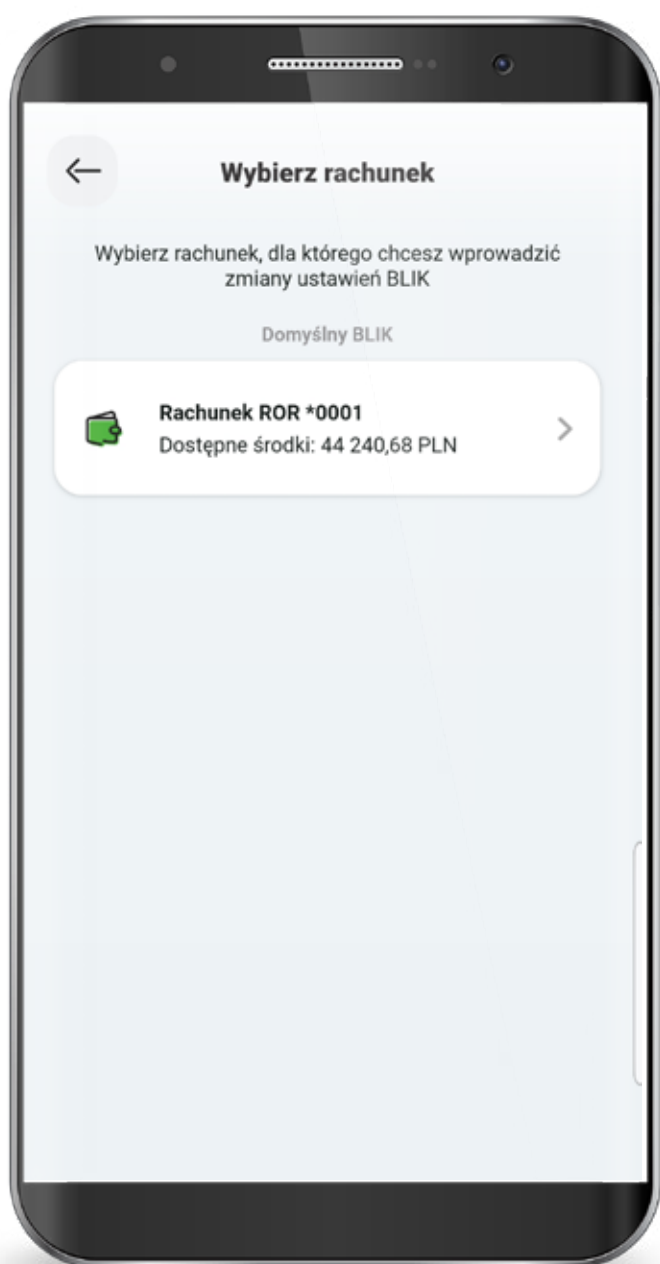 Wybierz rachunek
Wybierz rachunek, dla którego chcesz wprowadzić
zmiany ustawień BLIK
Domyślny BLIK
Rachunek ROR *0001
Dostępne środki: 44 240,68 PLN